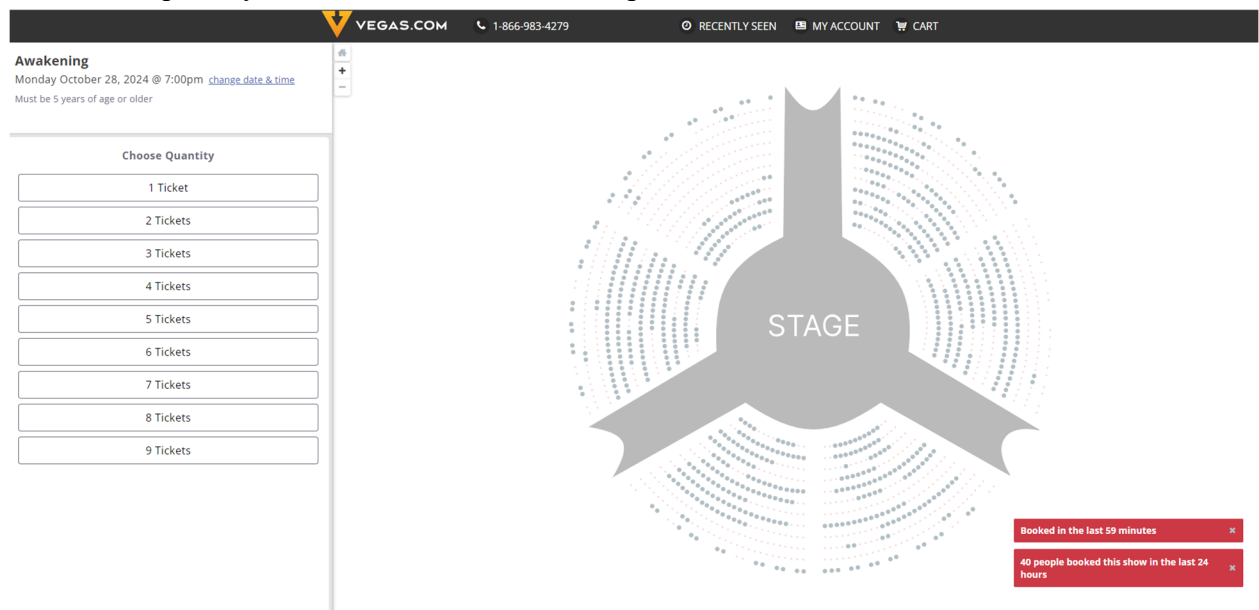 VEGAS.COM
1-866-983-4279
RECENTLY SEEN
MY ACCOUNT
CART
Awakening
Monday October 28, 2024 @ 7:00pm change date & time
Must be 5 years of age or older
+
−
Choose Quantity
1 Ticket
2 Tickets
3 Tickets
4 Tickets
5 Tickets
6 Tickets
7 Tickets
8 Tickets
9 Tickets
STAGE
Booked in the last 59 minutes
40 people booked this show in the last 24
hours